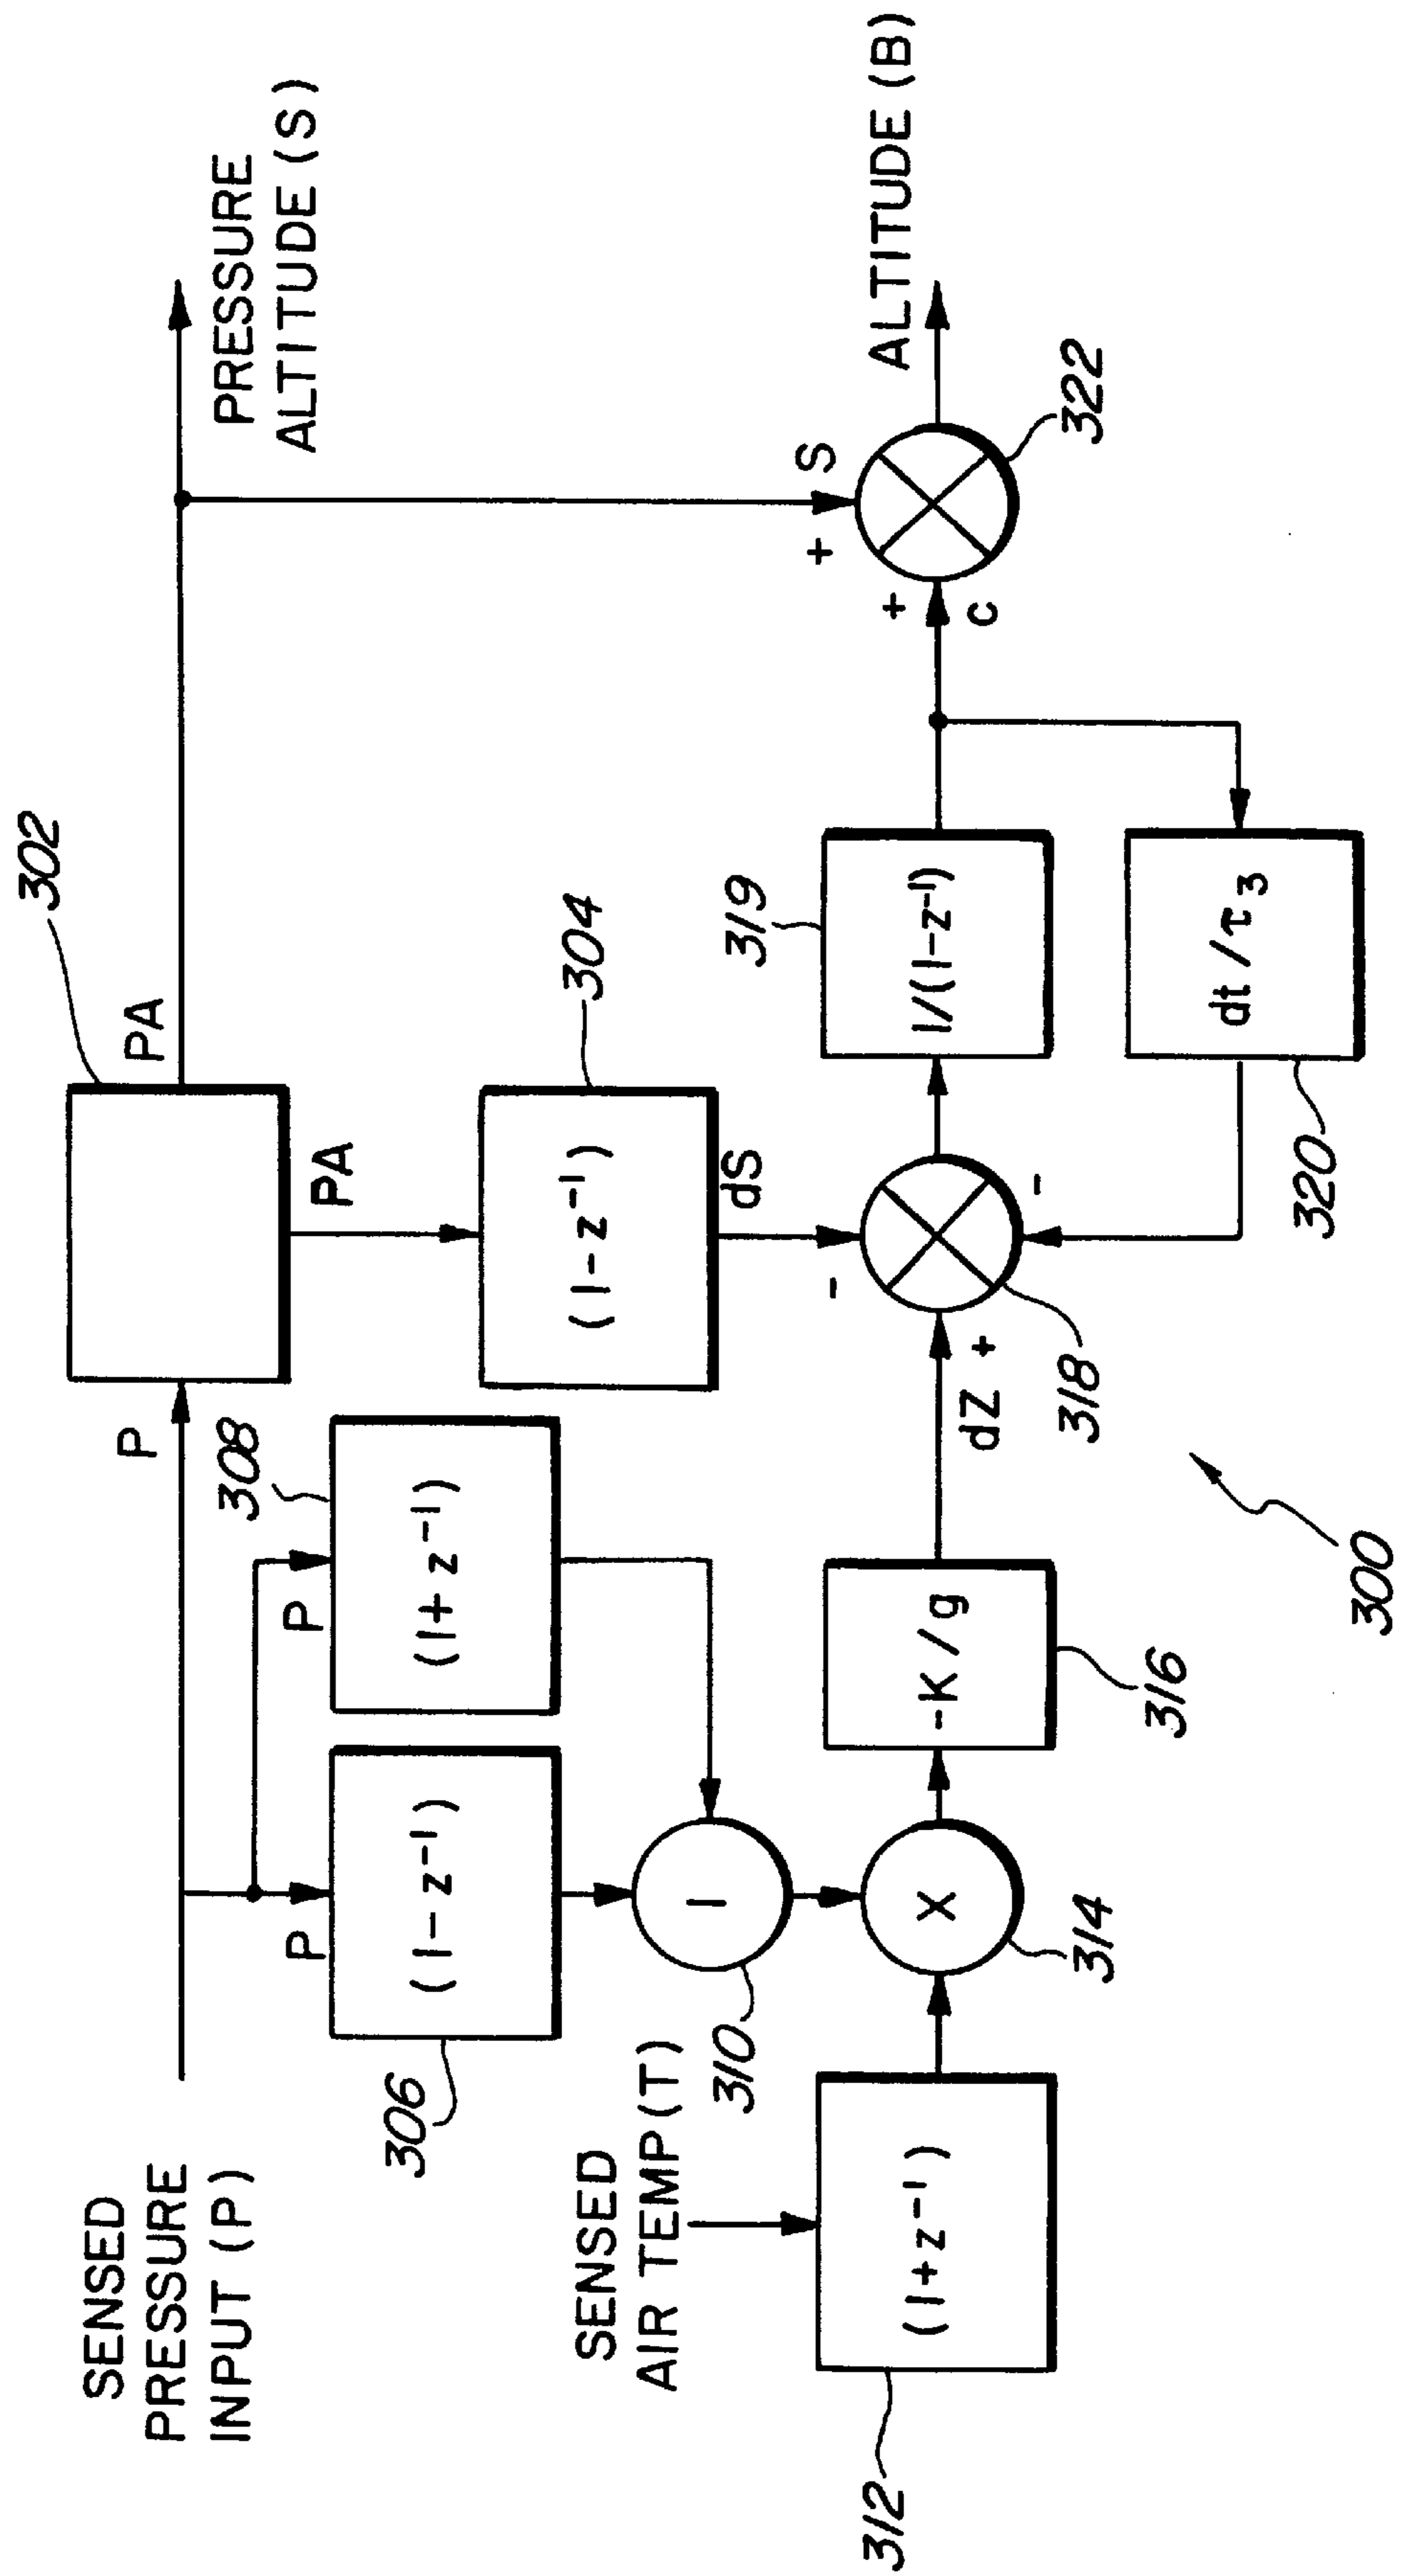 SENSED
PRESSURE
INPUT (P)
P
302
PA
PRESSURE
ALTITUDE (S)
PA
P
308
(1+z⁻¹)
P
(1-z⁻¹)
306
304
(1-z⁻¹)
dS
310
/
SENSED
AIR TEMP (T)
312
(1+z⁻¹)
X
314
-K/g
316
dZ
+
-
-
318
319
1/(1-z⁻¹)
dt/τ3
320
+
C
+
S
322
ALTITUDE (B)
300